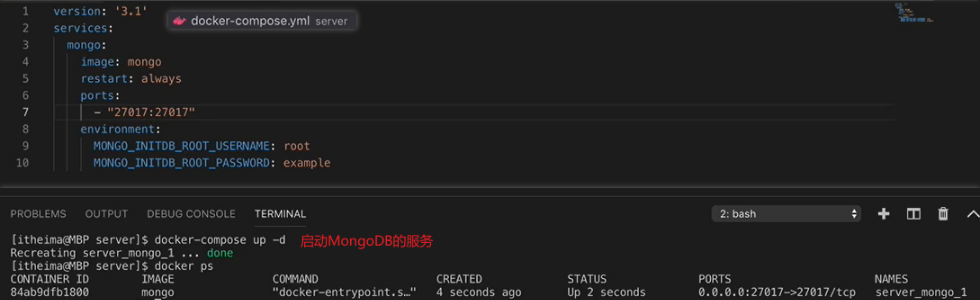 1 version: '3.1'
docker-compose.yml server
2 services:
3 mongo:
4 image: mongo
5 restart: always
6 ports:
7 - "27017:27017"
8 environment:
9 MONGO_INITDB_ROOT_USERNAME: root
10 MONGO_INITDB_ROOT_PASSWORD: example
PROBLEMS OUTPUT DEBUG CONSOLE TERMINAL 2: bash
[itheima@MBP server]$ docker-compose up -d 启动MongoDB的服务
Recreating server_mongo_1 ... done
[itheima@MBP server]$ docker ps
CONTAINER ID IMAGE COMMAND CREATED STATUS PORTS NAMES
84ab9dfb1800 mongo "docker-entrypoint.s…" 4 seconds ago Up 2 seconds 0.0.0.0:27017->27017/tcp server_mongo_1